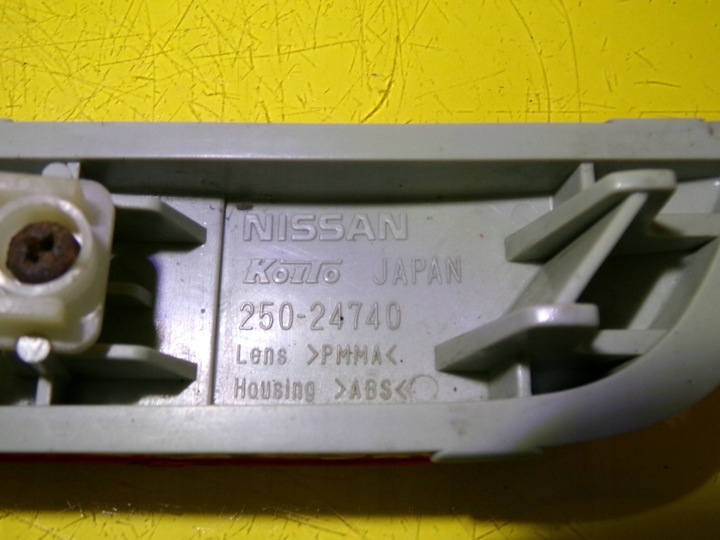 NISSAN
KOITO JAPAN
250-24740
Lens >PMMA<
Housing >ABS<